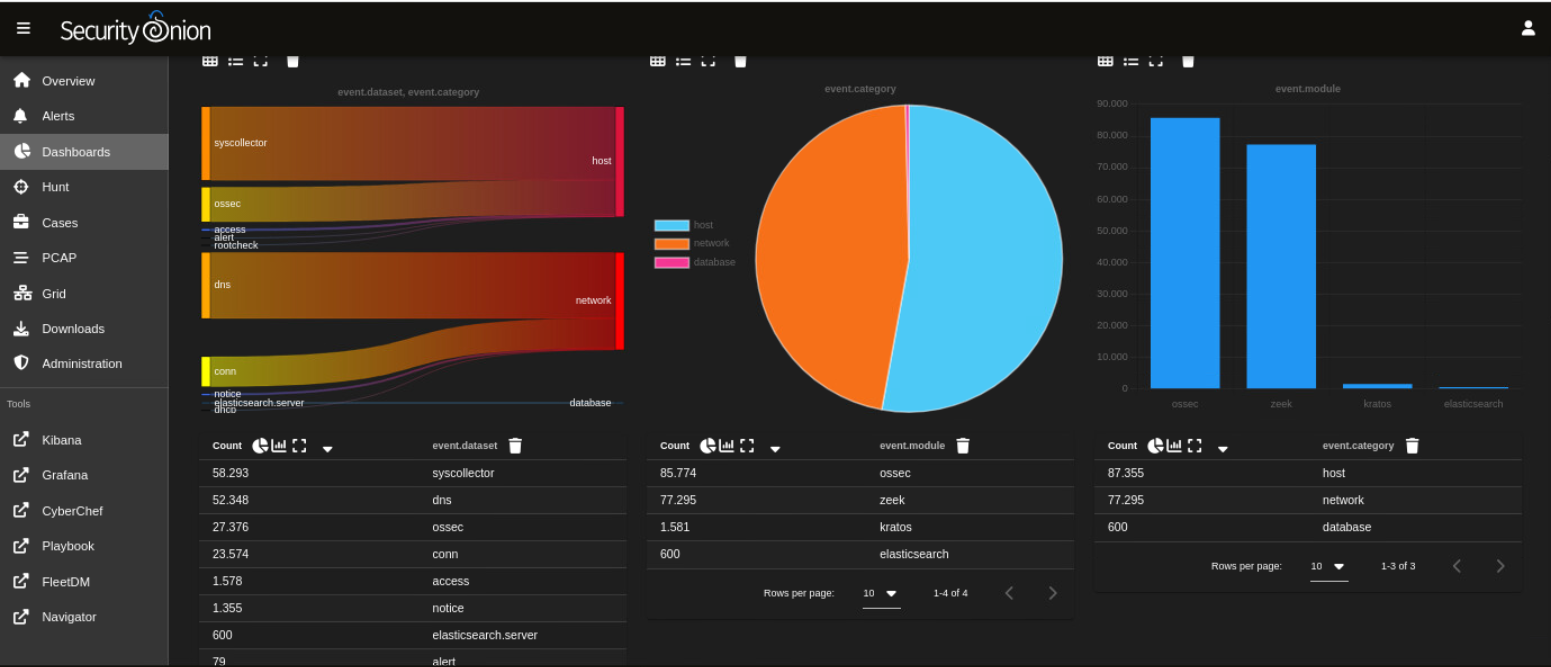 Security Onion
Overview
Alerts
Dashboards
Hunt
Cases
PCAP
Grid
Downloads
Administration
Tools
Kibana
Grafana
CyberChef
Playbook
FleetDM
Navigator
event.dataset, event.category
syscollector
host
ossec
access
alert
rootcheck
dns
network
conn
notice
elasticsearch.server
database
dhcp
event.category
host
network
database
event.module
90.000
80.000
70.000
60.000
50.000
40.000
30.000
20.000
10.000
0
ossec zeek kratos elasticsearch
Count event.dataset
58.293 syscollector
52.348 dns
27.376 ossec
23.574 conn
1.578 access
1.355 notice
600 elasticsearch.server
79 alert
Count event.module
85.774 ossec
77.295 zeek
1.581 kratos
600 elasticsearch
Rows per page: 10 1-4 of 4
Count event.category
87.355 host
77.295 network
600 database
Rows per page: 10 1-3 of 3